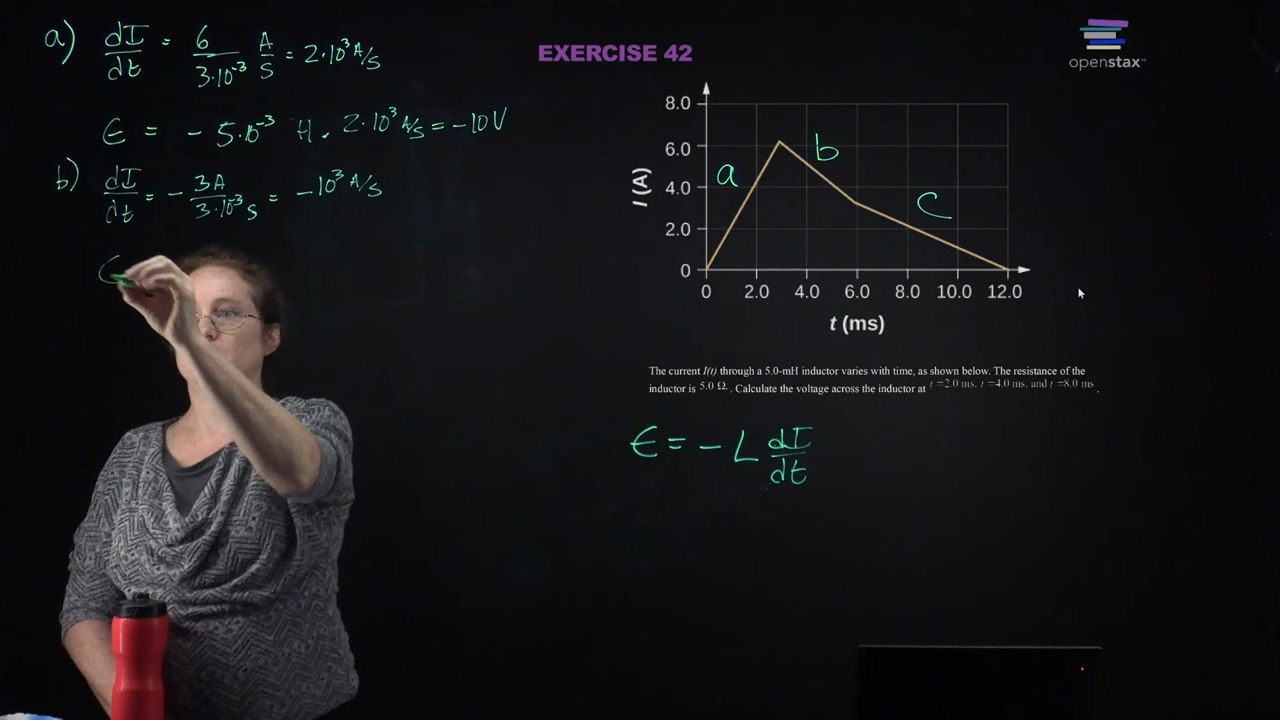 a) dI/dt = 6/3·10⁻³ A/S = 2·10³ A/S
ϵ = - 5·10⁻³ H · 2·10³ A/S = -10V
b) dI/dt = - 3A/3·10⁻³ S = -10³ A/S
EXERCISE 42
openstax™
8.0
6.0
4.0
2.0
0
I (A)
a
b
c
0 2.0 4.0 6.0 8.0 10.0 12.0
t (ms)
The current I(t) through a 5.0-mH inductor varies with time, as shown below. The resistance of the
inductor is 5.0 Ω. . Calculate the voltage across the inductor at t =2.0 ms, t =4.0 ms, and t =8.0 ms .
ϵ = - L dI/dt